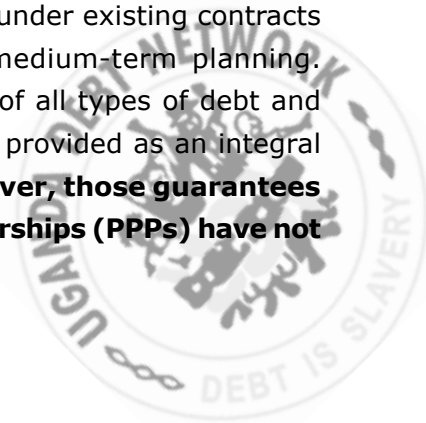 under existing contracts
medium-term planning.
of all types of debt and
provided as an integral
ver, those guarantees
rships (PPPs) have not
UGANDA DEBT NETWORK
DEBT IS SLAVERY